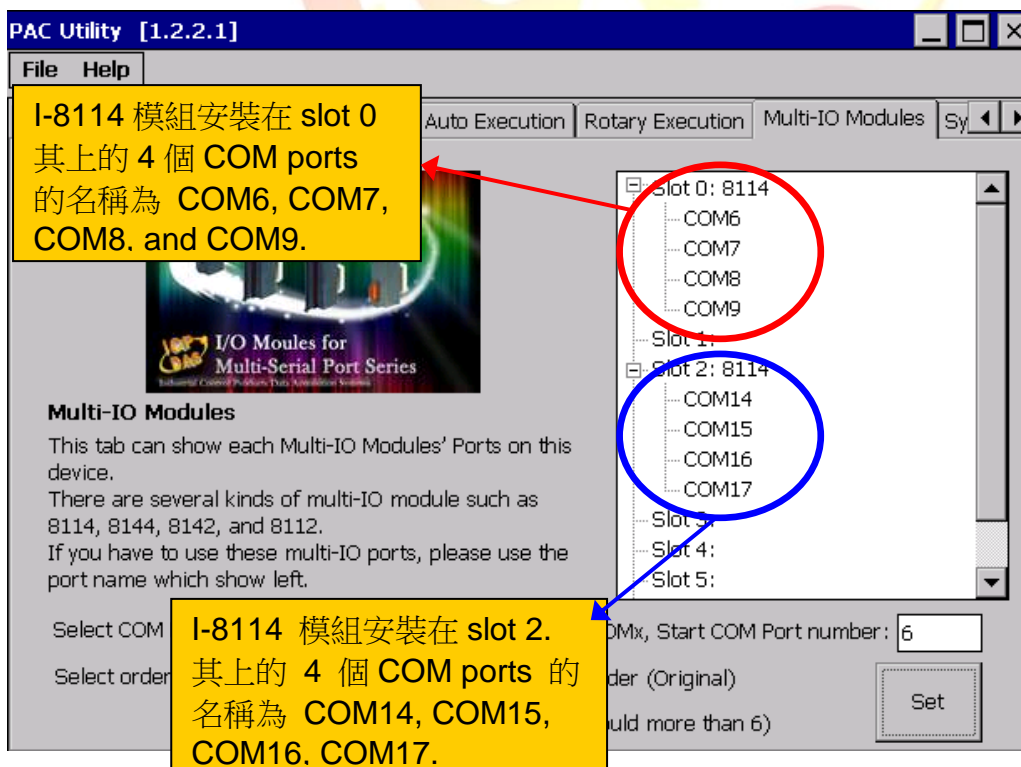 PAC Utility [1.2.2.1]
File Help
I-8114 模組安裝在 slot 0
其上的 4 個 COM ports
的名稱為 COM6, COM7,
COM8, and COM9.
Auto Execution Rotary Execution Multi-IO Modules Sy
I/O Moules for
Multi-Serial Port Series
Multi-IO Modules
This tab can show each Multi-IO Modules' Ports on this
device.
There are several kinds of multi-IO module such as
8114, 8144, 8142, and 8112.
If you have to use these multi-IO ports, please use the
port name which show left.
Slot 0: 8114
COM6
COM7
COM8
COM9
Slot 1:
Slot 2: 8114
COM14
COM15
COM16
COM17
Slot 3:
Slot 4:
Slot 5:
Select COM
OMx, Start COM Port number: 6
Select order
der (Original)
uld more than 6)
Set
I-8114 模組安裝在 slot 2.
其上的 4 個 COM ports 的
名稱為 COM14, COM15,
COM16, COM17.